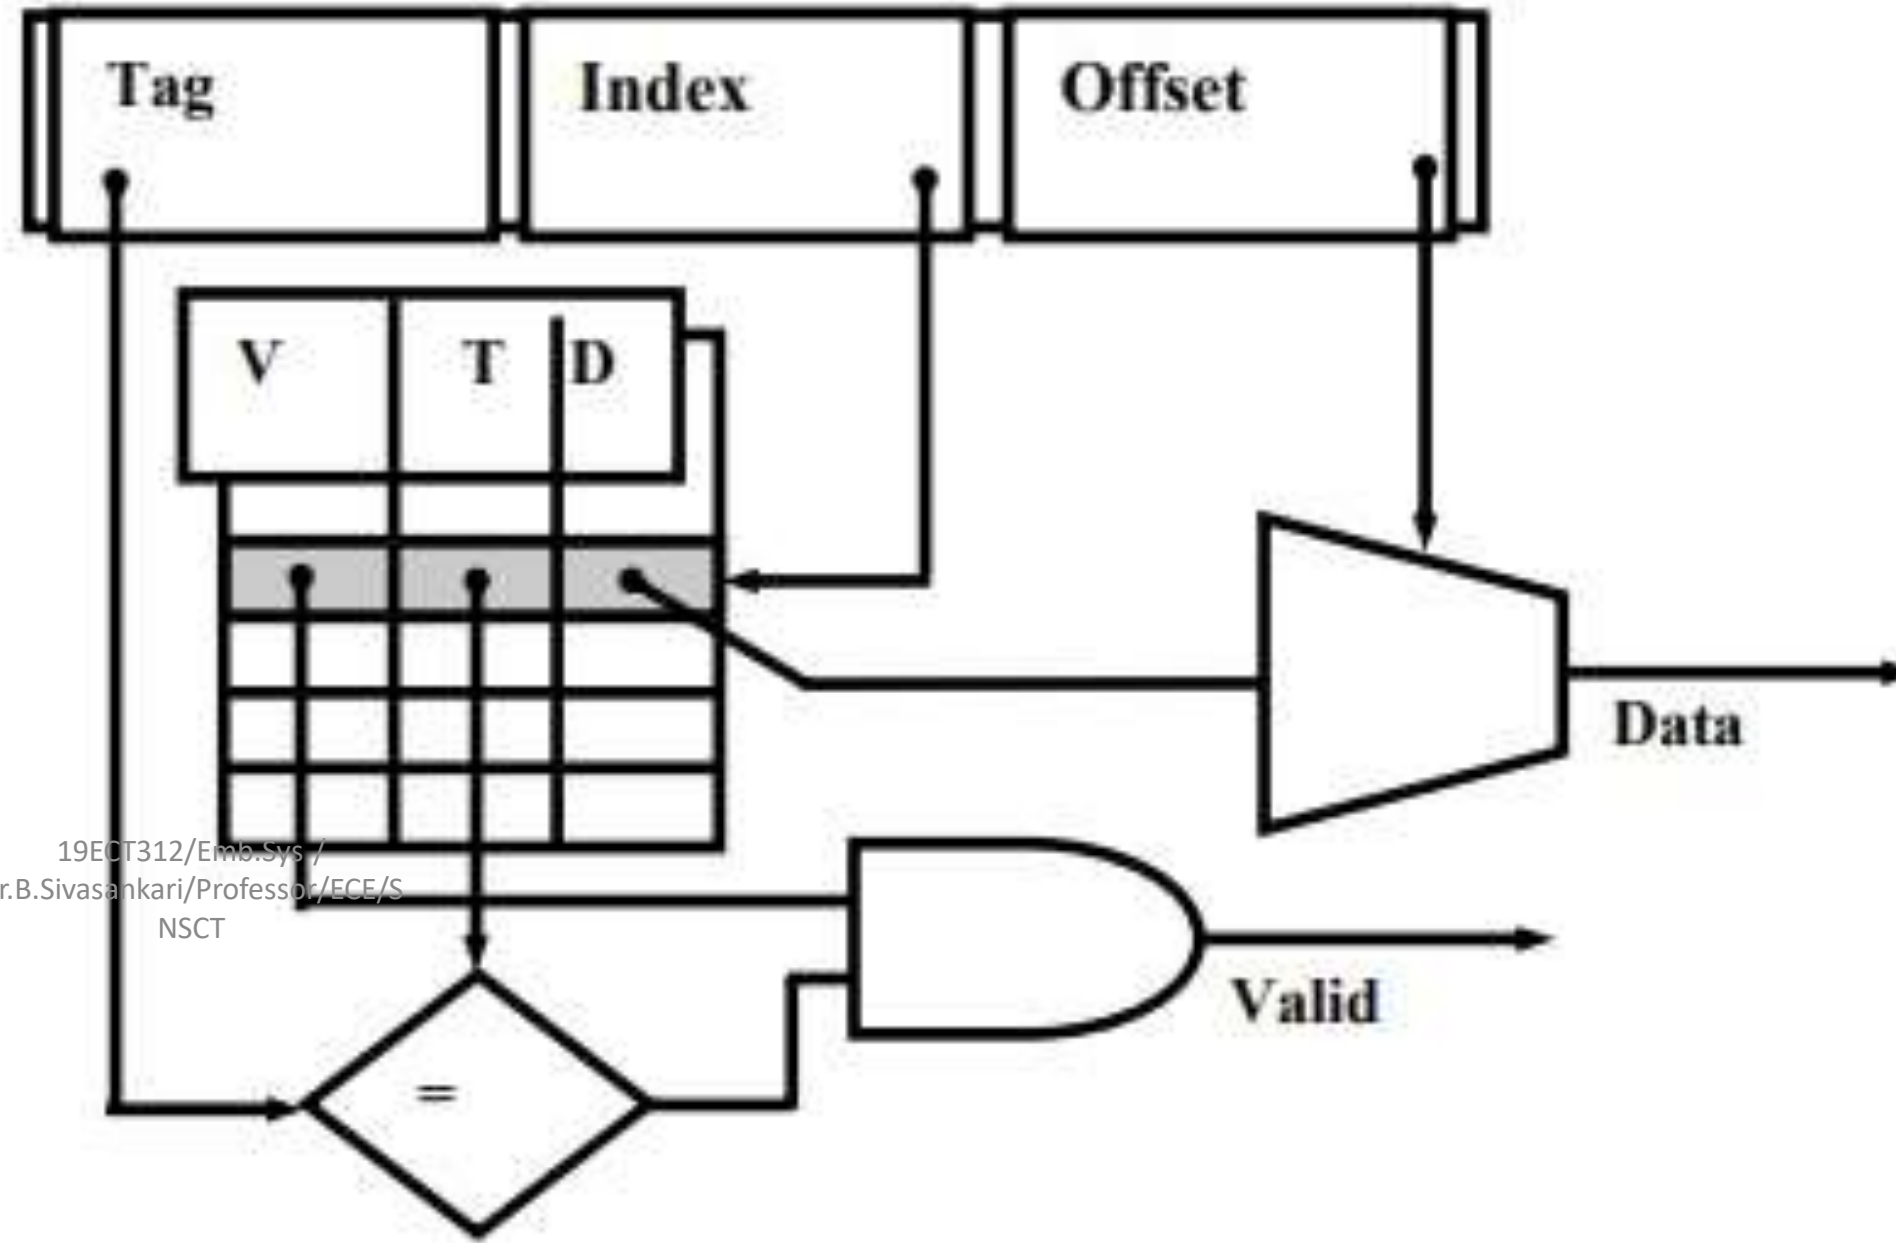 Tag Index Offset
V T D
Data
19ECT312/Emb.Sys /
r.B.Sivasankari/Professor/ECE/S
NSCT
Valid
=